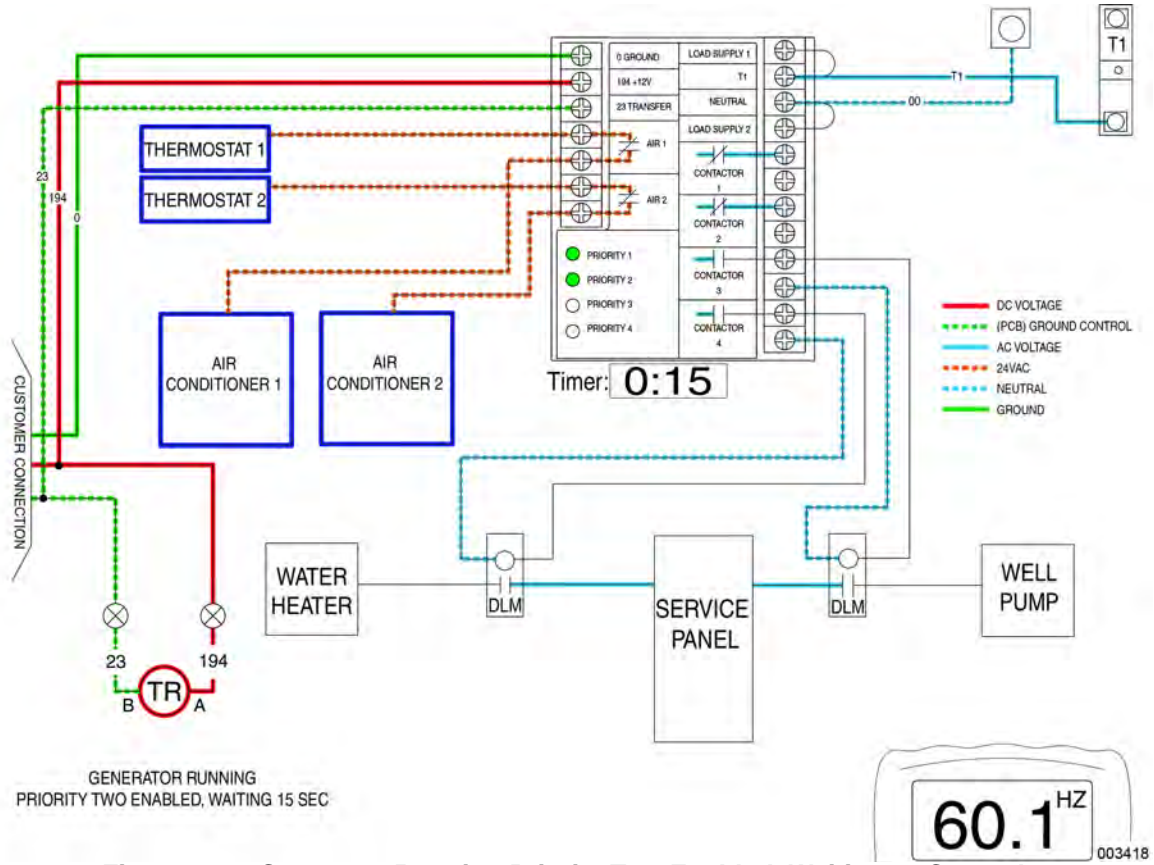 0 GROUND
LOAD SUPPLY 1
194 +12V
T1
23 TRANSFER
NEUTRAL
LOAD SUPPLY 2
AIR 1
CONTACTOR
1
AIR 2
CONTACTOR
2
PRIORITY 1
PRIORITY 2
PRIORITY 3
PRIORITY 4
CONTACTOR
3
CONTACTOR
4
Timer: 0:15
T1
00
T1
THERMOSTAT 1
THERMOSTAT 2
23
194
0
AIR
CONDITIONER 1
AIR
CONDITIONER 2
DC VOLTAGE
(PCB) GROUND CONTROL
AC VOLTAGE
24VAC
NEUTRAL
GROUND
CUSTOMER CONNECTION
WATER
HEATER
DLM
SERVICE
PANEL
DLM
WELL
PUMP
23
194
B
TR
A
GENERATOR RUNNING
PRIORITY TWO ENABLED, WAITING 15 SEC
60.1 HZ
003418